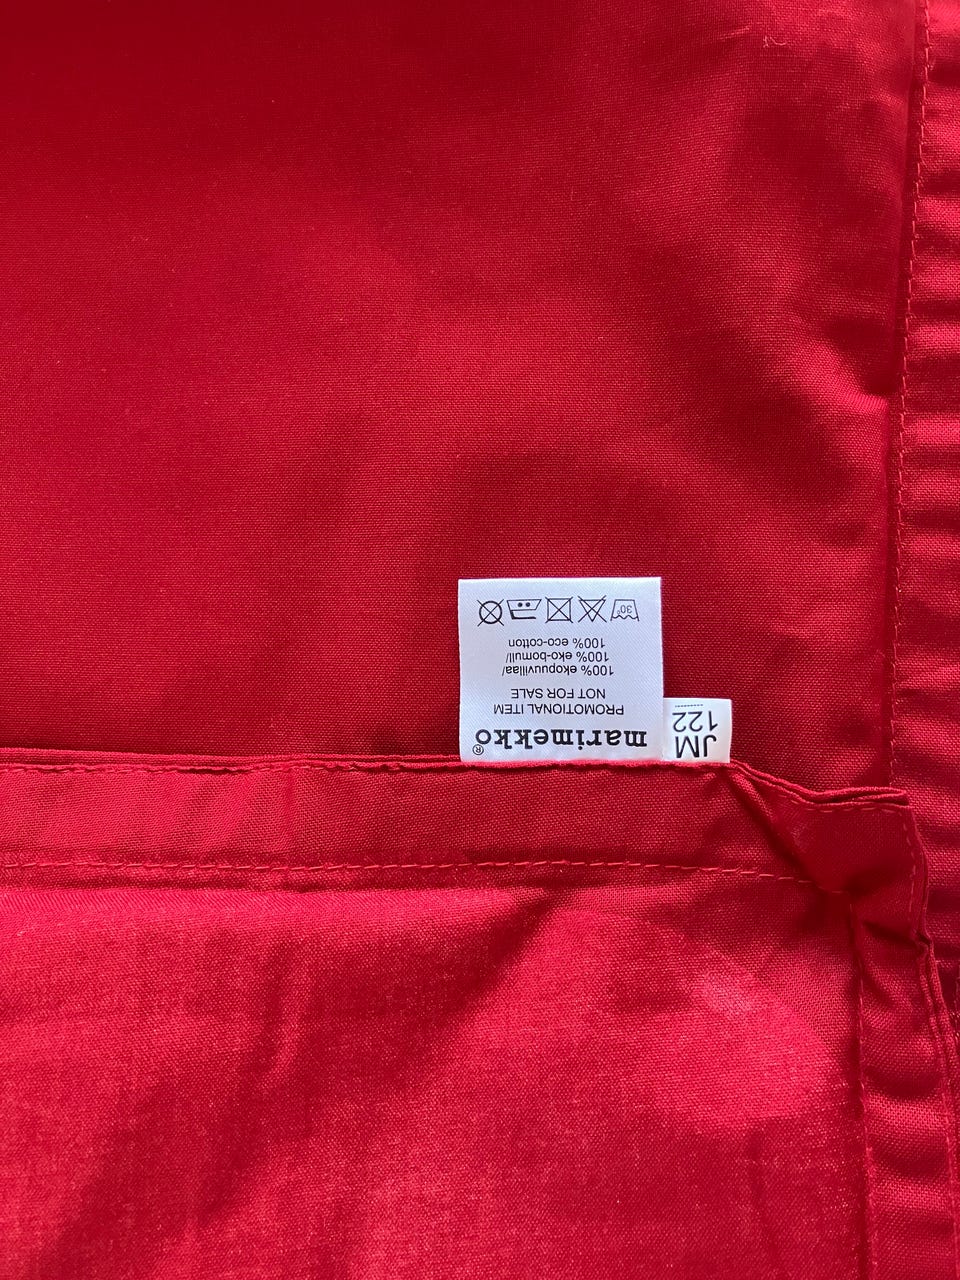 marimekko®
PROMOTIONAL ITEM
NOT FOR SALE
100% ekopuuvillaa/
100% eko-bomull/
100% eco-cotton
30°
JM
122